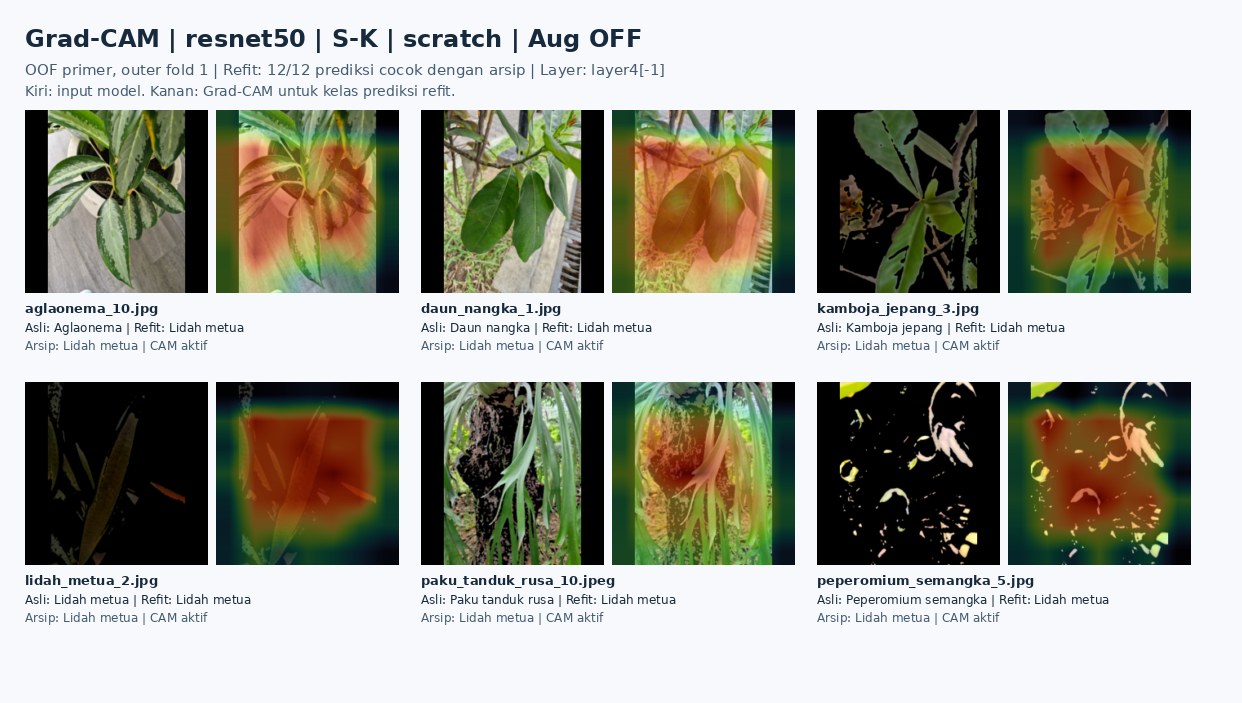 Grad-CAM | resnet50 | S-K | scratch | Aug OFF
OOF primer, outer fold 1 | Refit: 12/12 prediksi cocok dengan arsip | Layer: layer4[-1]
Kiri: input model. Kanan: Grad-CAM untuk kelas prediksi refit.
aglaonema_10.jpg
Asli: Aglaonema | Refit: Lidah metua
Arsip: Lidah metua | CAM aktif
daun_nangka_1.jpg
Asli: Daun nangka | Refit: Lidah metua
Arsip: Lidah metua | CAM aktif
kamboja_jepang_3.jpg
Asli: Kamboja jepang | Refit: Lidah metua
Arsip: Lidah metua | CAM aktif
lidah_metua_2.jpg
Asli: Lidah metua | Refit: Lidah metua
Arsip: Lidah metua | CAM aktif
paku_tanduk_rusa_10.jpeg
Asli: Paku tanduk rusa | Refit: Lidah metua
Arsip: Lidah metua | CAM aktif
peperomium_semangka_5.jpg
Asli: Peperomium semangka | Refit: Lidah metua
Arsip: Lidah metua | CAM aktif